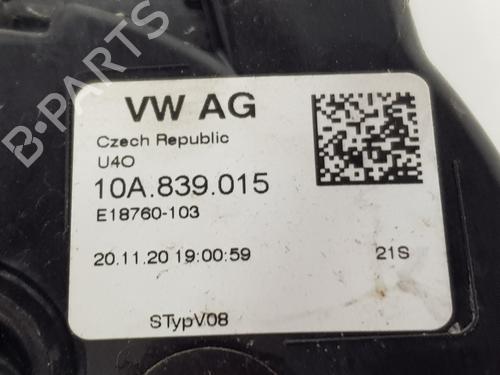 B-PARTS
VW AG
Czech Republic
U4O
10A.839.015
E18760-103
20.11.20 19:00:59
21S
STypV08